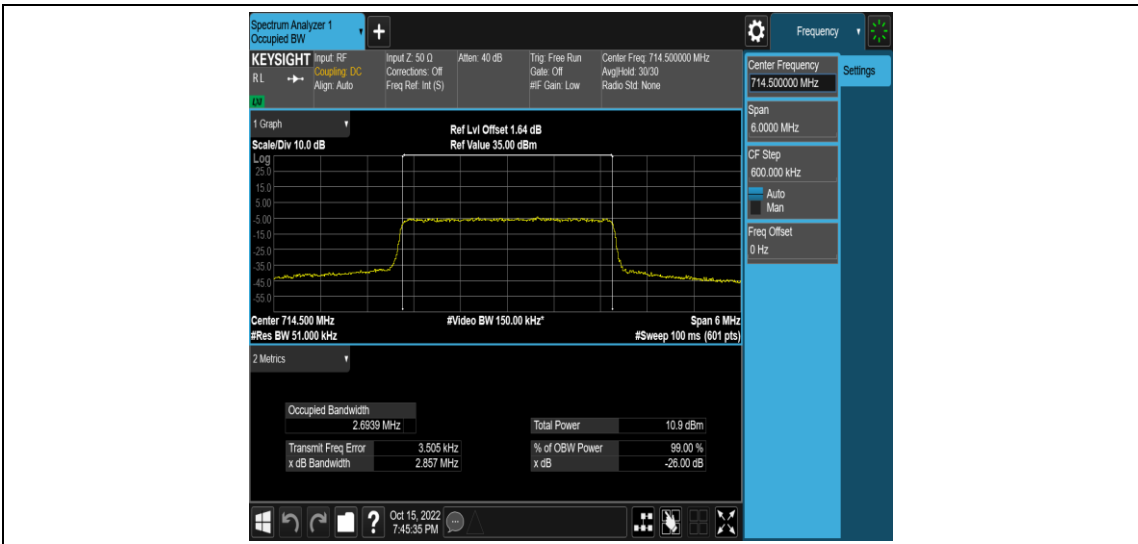 Spectrum Analyzer 1
Occupied BW
+
Frequency
KEYSIGHT
RL
LXI
Input: RF
Coupling: DC
Align: Auto
Input Z: 50 Ω
Corrections: Off
Freq Ref: Int (S)
Atten: 40 dB
Trig: Free Run
Gate: Off
#IF Gain: Low
Center Freq: 714.500000 MHz
Avg|Hold: 30/30
Radio Std: None
Center Frequency
714.500000 MHz
Settings
Span
6.0000 MHz
CF Step
600.000 kHz
Auto
Man
Freq Offset
0 Hz
1 Graph
Scale/Div 10.0 dB
Ref Lvl Offset 1.64 dB
Ref Value 35.00 dBm
Log
25.0
15.0
5.00
-5.00
-15.0
-25.0
-35.0
-45.0
-55.0
Center 714.500 MHz
#Video BW 150.00 kHz*
Span 6 MHz
#Res BW 51.000 kHz
#Sweep 100 ms (601 pts)
2 Metrics
Occupied Bandwidth
2.6939 MHz
Total Power 10.9 dBm
Transmit Freq Error 3.505 kHz
% of OBW Power 99.00 %
x dB Bandwidth 2.857 MHz
x dB -26.00 dB
?
Oct 15, 2022
7:45:35 PM